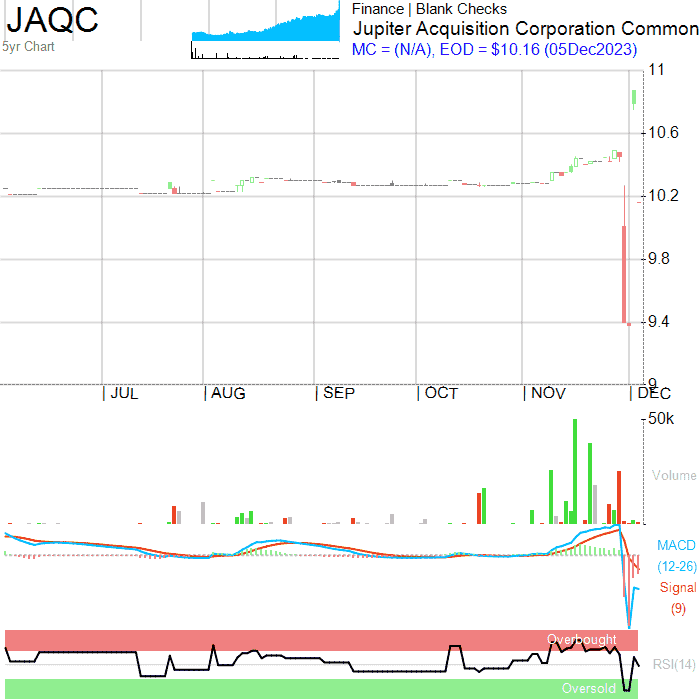 JAQC
5yr Chart
Finance | Blank Checks
Jupiter Acquisition Corporation Common
MC = (N/A), EOD = $10.16 (05Dec2023)
11
10.6
10.2
9.8
9.4
9
JUL
AUG
SEP
OCT
NOV
DEC
50k
Volume
MACD
(12-26)
Signal
(9)
Overbought
RSI(14)
Oversold